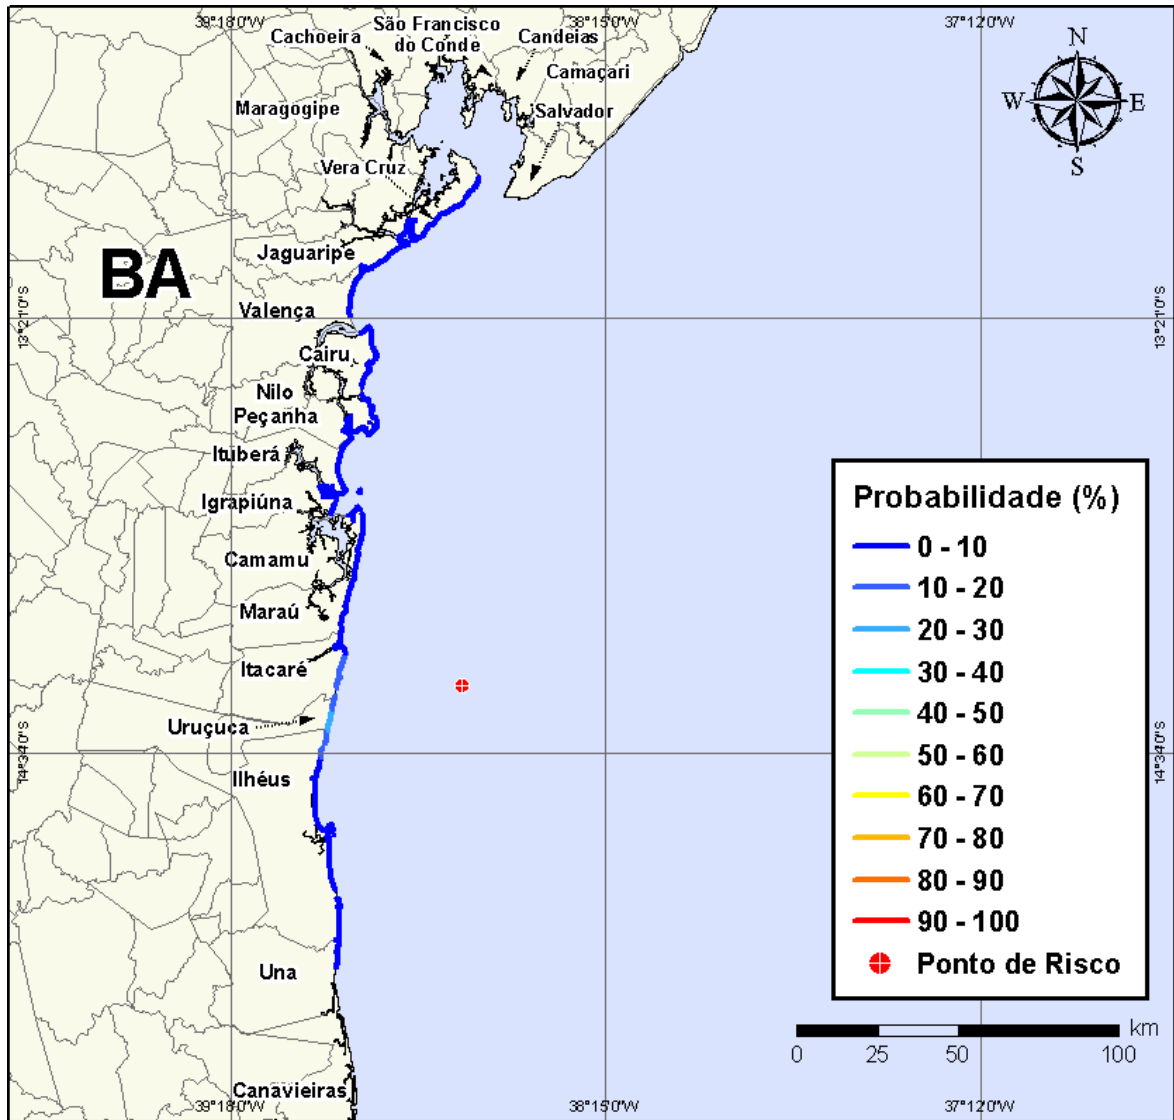 39°18'0"W
38°15'0"W
37°12'0"W
São Francisco
do Conde
Cachoeira
Candeias
Camaçari
Maragogipe
Salvador
Vera Cruz
N
W
E
S
Jaguaripe
BA
Valença
13°21'0"S
13°21'0"S
Cairu
Nilo
Peçanha
Ituberá
Igrapiúna
Camamu
Maraú
Itacaré
Uruçuca
14°34'0"S
14°34'0"S
Ilhéus
Una
Canavieiras
Probabilidade (%)
0 - 10
10 - 20
20 - 30
30 - 40
40 - 50
50 - 60
60 - 70
70 - 80
80 - 90
90 - 100
Ponto de Risco
km
0 25 50 100
39°18'0"W
38°15'0"W
37°12'0"W